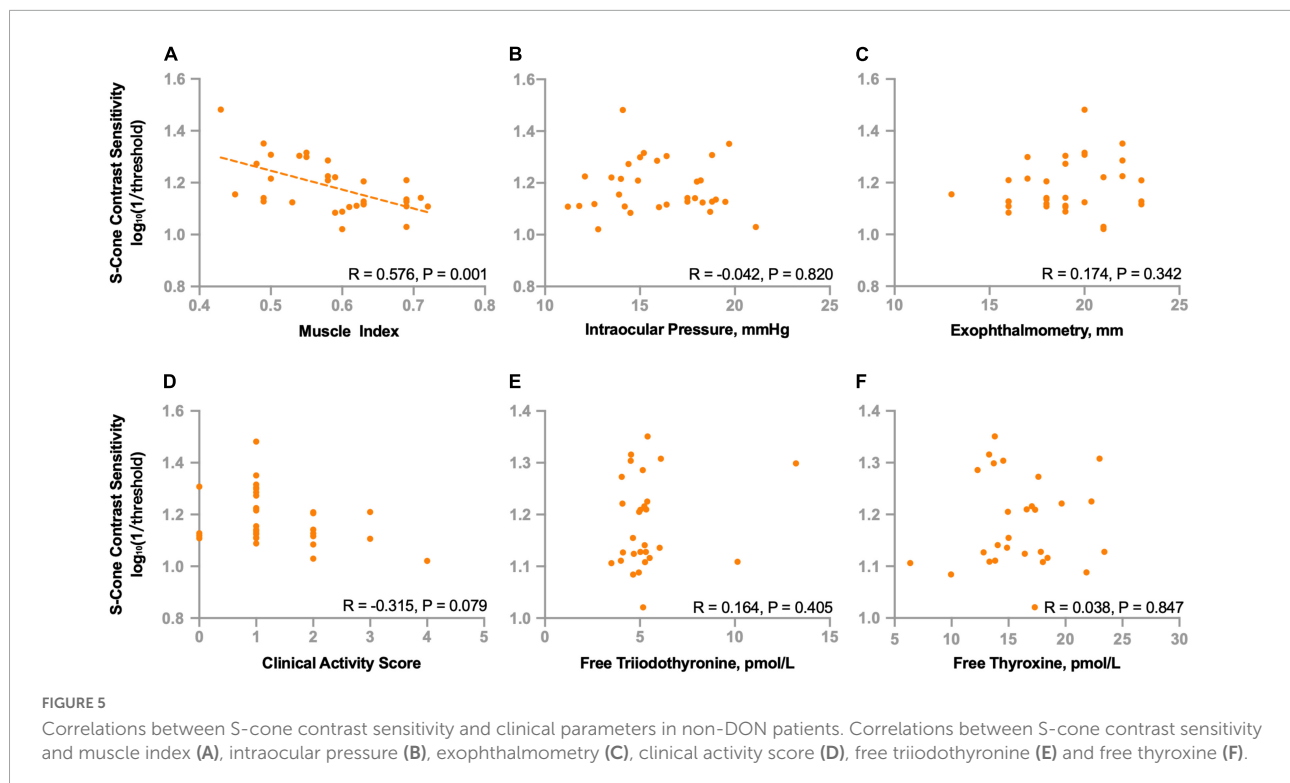 A
S-Cone Contrast Sensitivity
log₁₀(1/threshold)
1.6
1.4
1.2
1.0
0.8
0.4
0.5
0.6
0.7
0.8
R = 0.576, P = 0.001
Muscle Index
B
1.6
1.4
1.2
1.0
0.8
10
15
20
25
R = -0.042, P = 0.820
Intraocular Pressure, mmHg
C
1.6
1.4
1.2
1.0
0.8
10
15
20
25
R = 0.174, P = 0.342
Exophthalmometry, mm
D
S-Cone Contrast Sensitivity
log₁₀(1/threshold)
1.6
1.4
1.2
1.0
0.8
0
1
2
3
4
5
R = -0.315, P = 0.079
Clinical Activity Score
E
1.4
1.3
1.2
1.1
1.0
0
5
10
15
R = 0.164, P = 0.405
Free Triiodothyronine, pmol/L
F
1.4
1.3
1.2
1.1
1.0
5
10
15
20
25
30
R = 0.038, P = 0.847
Free Thyroxine, pmol/L
FIGURE 5
Correlations between S-cone contrast sensitivity and clinical parameters in non-DON patients. Correlations between S-cone contrast sensitivity
and muscle index (A), intraocular pressure (B), exophthalmometry (C), clinical activity score (D), free triiodothyronine (E) and free thyroxine (F).